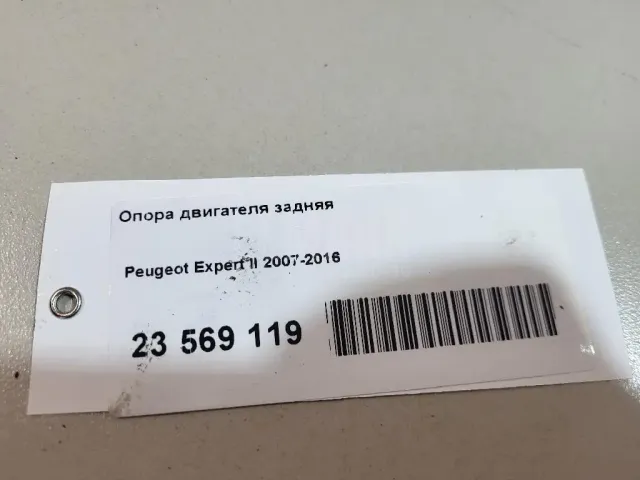 Опора двигателя задняя
Peugeot Expert II 2007-2016
23 569 119